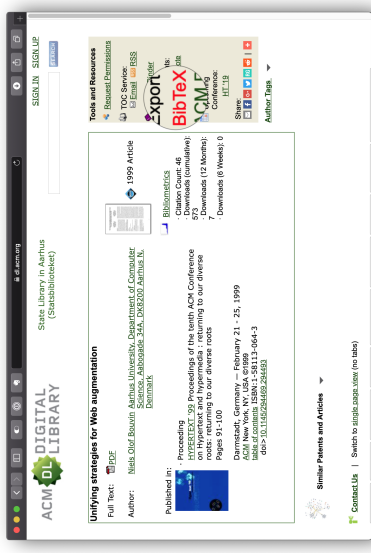 dl.acm.org
SIGN IN SIGN UP
SEARCH
ACM DL DIGITAL LIBRARY
State Library in Aarhus
(Statsbiblioteket)
Unifying strategies for Web augmentation
Full Text: PDF
Author: Niels Olof Bouvin Aarhus University, Department of Computer
Science, Aabogade 34A, DK8200 Aarhus N,
Denmark
1999 Article
Bibliometrics
· Citation Count: 46
· Downloads (cumulative):
573
· Downloads (12 Months):
7
· Downloads (6 Weeks): 0
Published in:
· Proceeding
HYPERTEXT '99 Proceedings of the tenth ACM Conference
on Hypertext and hypermedia : returning to our diverse
roots: returning to our diverse roots
Pages 91-100
Darmstadt, Germany — February 21 - 25, 1999
ACM New York, NY, USA ©1999
table of contents ISBN:1-58113-064-3
doi>10.1145/294469.294493
Tools and Resources
Request Permissions
TOC Service:
Email RSS
Export
BibTeX
ACM
Conference:
HT '19
Share:
Author Tags
Similar Patents and Articles
Contact Us | Switch to single page view (no tabs)